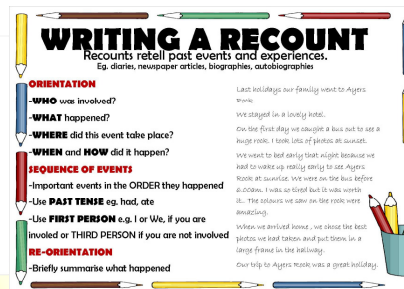 WRITING A RECOUNT
Recounts retell past events and experiences.
Eg. diaries, newspaper articles, biographies, autobiographies
ORIENTATION
-WHO was involved?
-WHAT happened?
-WHERE did this event take place?
-WHEN and HOW did it happen?
SEQUENCE OF EVENTS
-Important events in the ORDER they happened
-Use PAST TENSE eg. had, ate
-Use FIRST PERSON e.g. I or We, if you are
involed or THIRD PERSON if you are not involved
RE-ORIENTATION
-Briefly summarise what happened
Last holidays our family went to Ayers
Rock
We stayed in a lovely hotel.
On the first day we caught a bus out to see a
huge rock. I took lots of photos at sunset.
We went to bed early that night because we
had to wake up really early to see Ayers
Rock at sunrise. We were on the bus before
6.00am. I was so tired but it was worth
it.. The colours we saw on the rock were
amazing.
When we arrived home, we chose the best
photos we had taken and put them in a
large frame in the hallway.
Our trip to Ayers Rock was a great holiday.